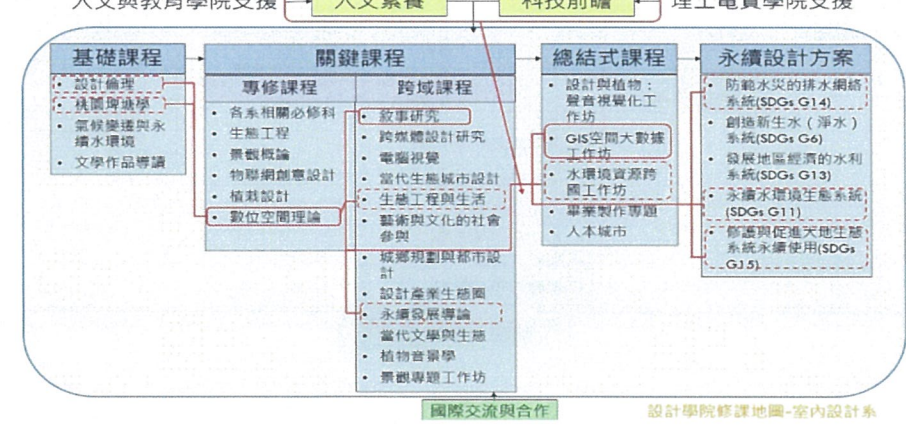 人文與教育學院支援
人文素養
科技前瞻
理工電資學院支援
基礎課程
• 設計倫理
• 桃園埤塘學
• 氣候變遷與永
續水環境
• 文學作品導讀
關鍵課程
專修課程
• 各系相關必修科
• 生態工程
• 景觀概論
• 物聯網創意設計
• 植栽設計
• 數位空間理論
跨域課程
• 敘事研究
• 跨媒體設計研究
• 電腦視覺
• 當代生態城市設計
• 生態工程與生活
• 藝術與文化的社會
參與
• 城鄉規劃與都市設
計
• 設計產業生態圈
• 永續發展導論
• 當代文學與生態
• 植物音景學
• 景觀專題工作坊
總結式課程
• 設計與植物：
聲音視覺化工
作坊
• GIS空間大數據
工作坊
• 水環境資源跨
國工作坊
• 畢業製作專題
• 人本城市
永續設計方案
• 防範水災的排水網絡
系統(SDGs G14)
• 創造新生水（淨水）
系統(SDGs G6)
• 發展地區經濟的水利
系統(SDGs G13)
• 永續水環境生態系統
(SDGs G11)
• 修護與促進大地生態
系統永續使用(SDGs
G15)
國際交流與合作
設計學院修課地圖-室內設計系